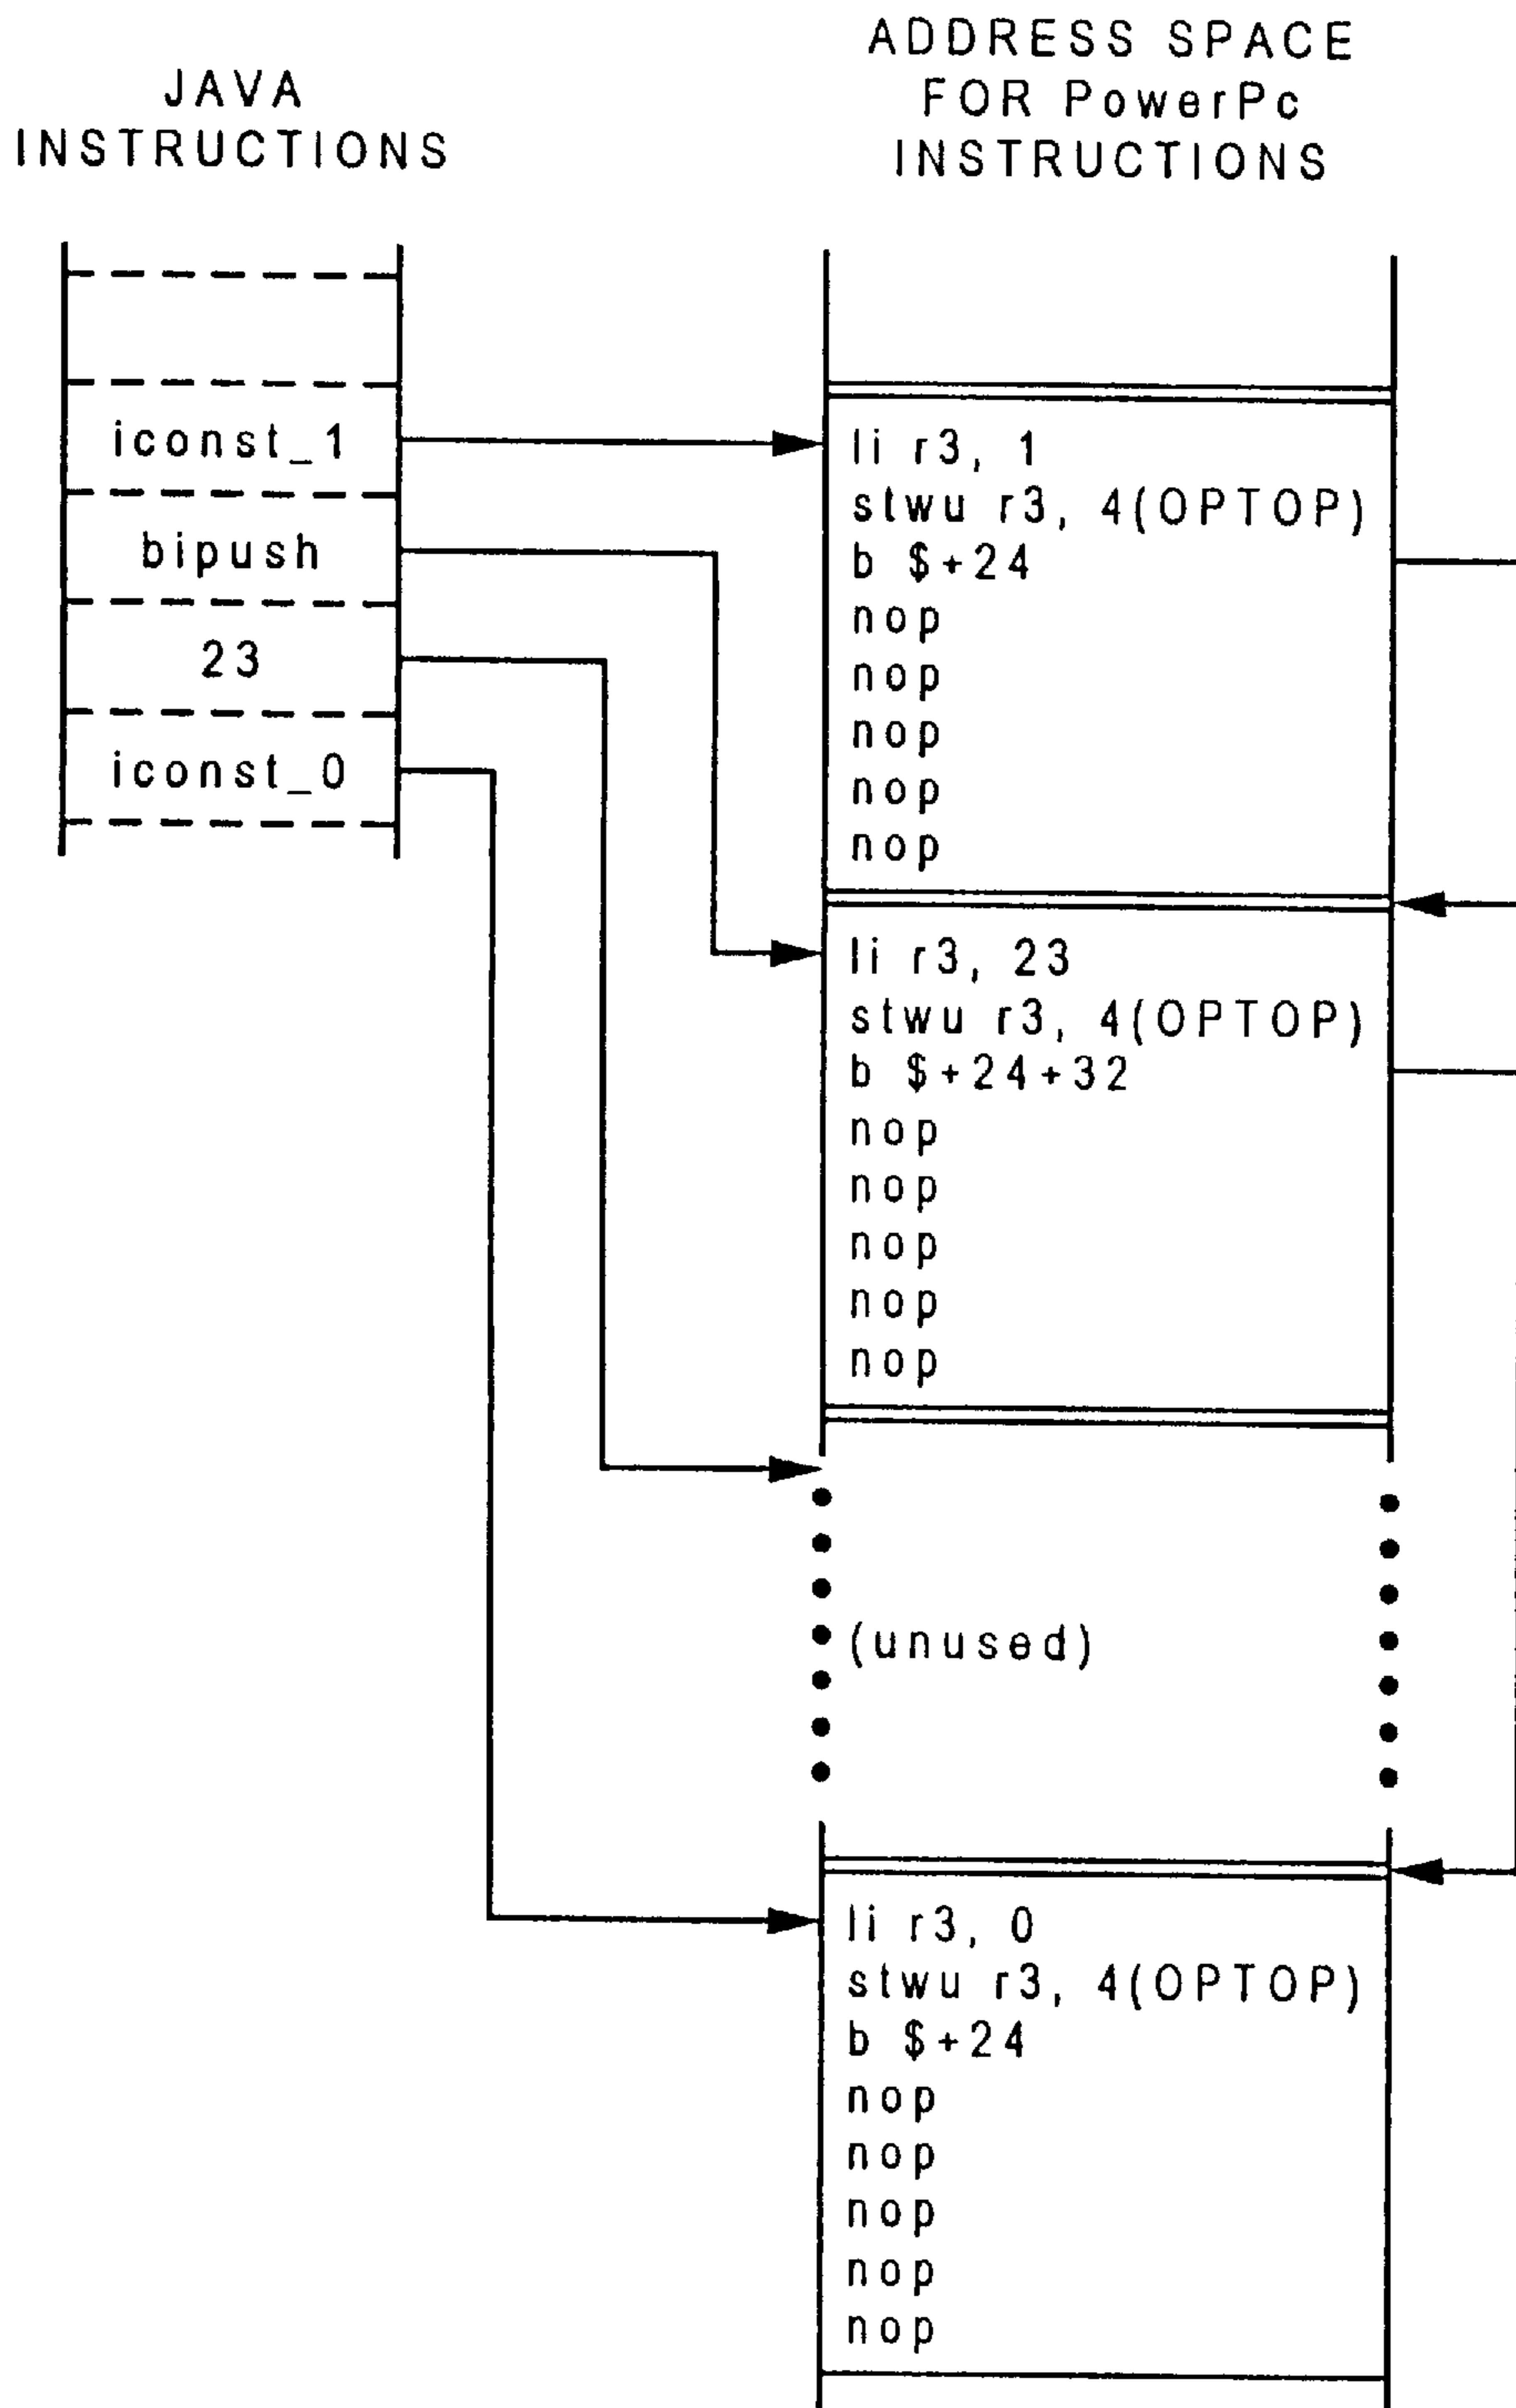 JAVA
INSTRUCTIONS
iconst_1
bipush
23
iconst_0
ADDRESS SPACE
FOR PowerPc
INSTRUCTIONS
li r3, 1
stwu r3, 4(OPTOP)
b $+24
nop
nop
nop
nop
nop
li r3, 23
stwu r3, 4(OPTOP)
b $+24+32
nop
nop
nop
nop
nop
(unused)
li r3, 0
stwu r3, 4(OPTOP)
b $+24
nop
nop
nop
nop
nop